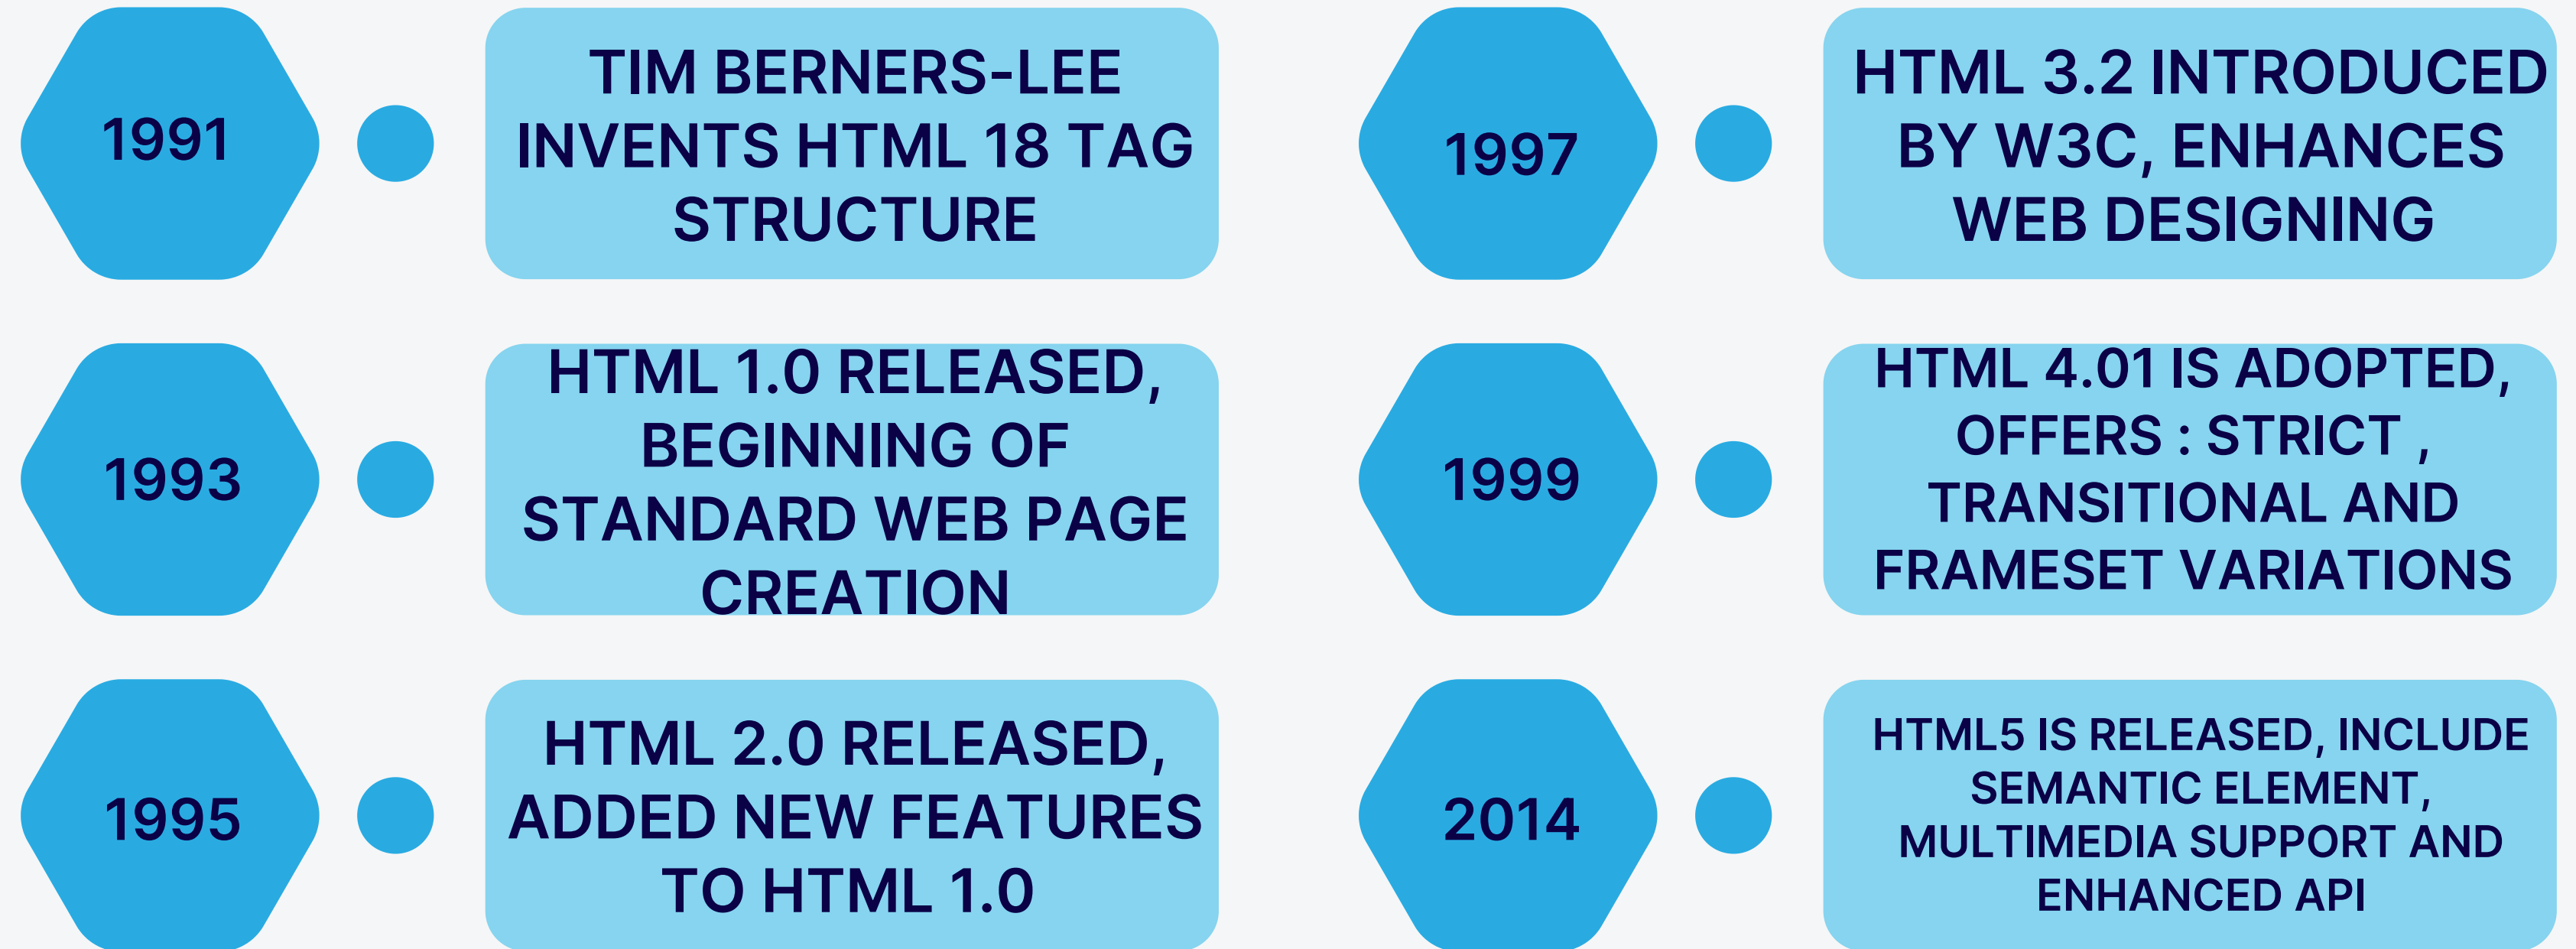 1991
TIM BERNERS-LEE
INVENTS HTML 18 TAG
STRUCTURE
1993
HTML 1.0 RELEASED,
BEGINNING OF
STANDARD WEB PAGE
CREATION
1995
HTML 2.0 RELEASED,
ADDED NEW FEATURES
TO HTML 1.0
1997
HTML 3.2 INTRODUCED
BY W3C, ENHANCES
WEB DESIGNING
1999
HTML 4.01 IS ADOPTED,
OFFERS : STRICT ,
TRANSITIONAL AND
FRAMESET VARIATIONS
2014
HTML5 IS RELEASED, INCLUDE
SEMANTIC ELEMENT,
MULTIMEDIA SUPPORT AND
ENHANCED API